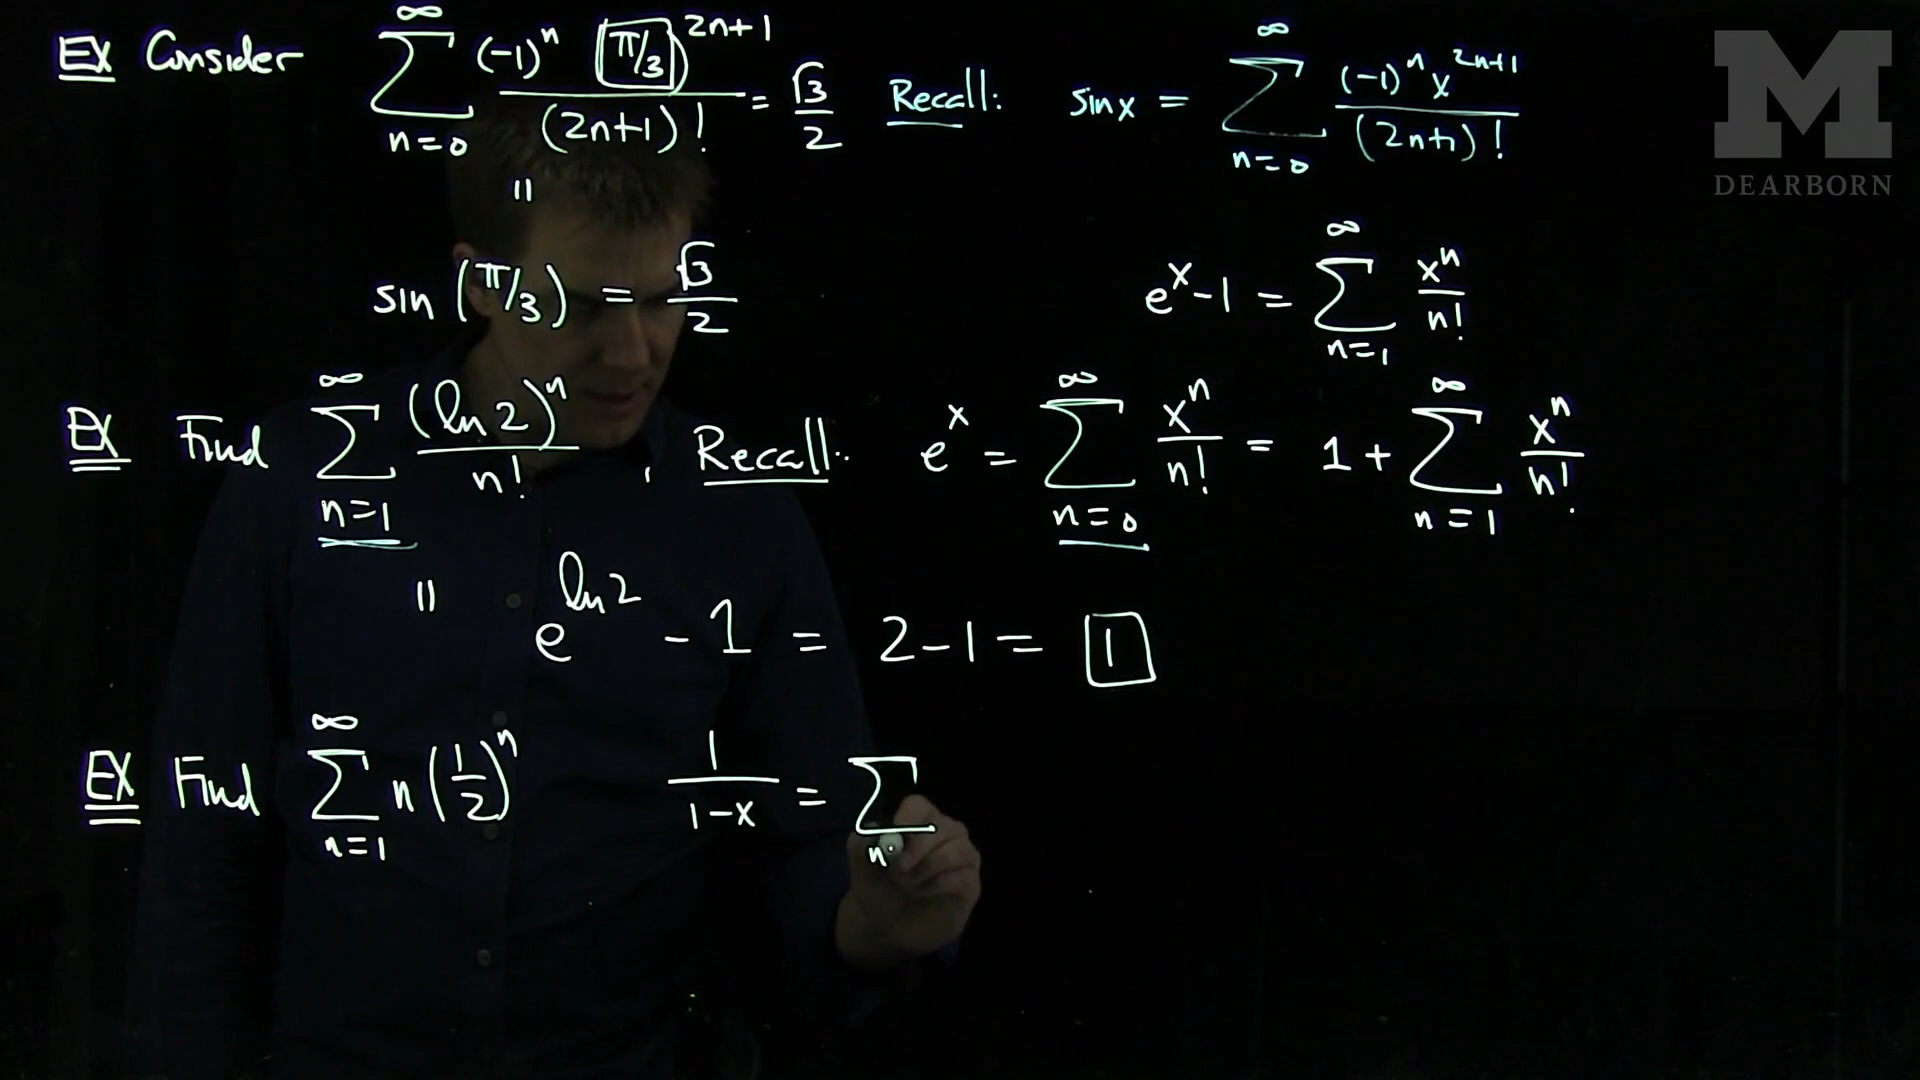 EX Consider ∞ ∑ n=0 (-1)^n (π/3)^{2n+1} / (2n+1)! = √3/2 Recall: sin x = ∞ ∑ n=0 (-1)^n x^{2n+1} / (2n+1)!
M
DEARBORN
=
sin (π/3) = √3/2 e^x - 1 = ∞ ∑ n=1 x^n / n!
EX Find ∞ ∑ n=1 (ln 2)^n / n! , Recall: e^x = ∞ ∑ n=0 x^n / n! = 1 + ∞ ∑ n=1 x^n / n!
= e^{ln 2} - 1 = 2 - 1 = 1
EX Find ∞ ∑ n=1 n (1/2)^n 1 / (1-x) = ∑ n